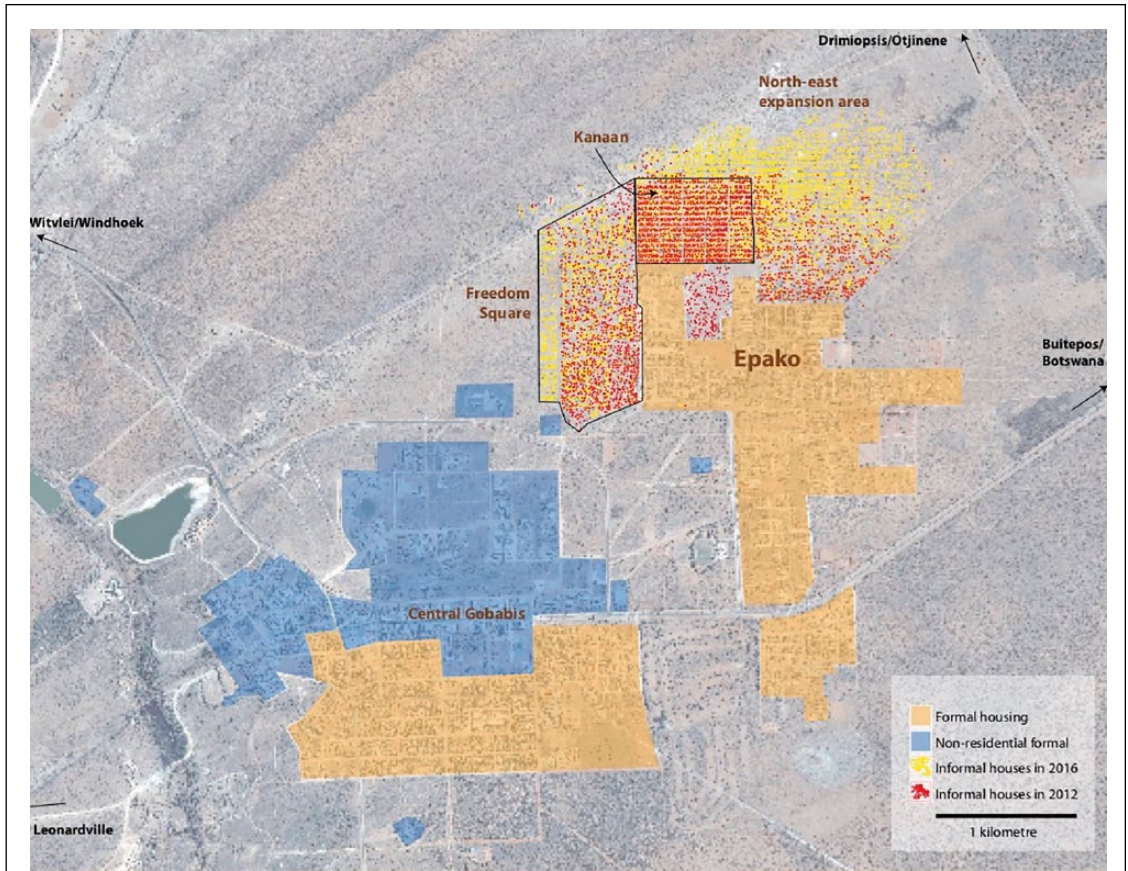 Drimiopsis/Otjinene
North-east
expansion area
Kanaan
Witvlei/Windhoek
Freedom
Square
Buitepos/
Botswana
Epako
Central Gobabis
Formal housing
Non-residential formal
Informal houses in 2016
Informal houses in 2012
1 kilometre
Leonardville